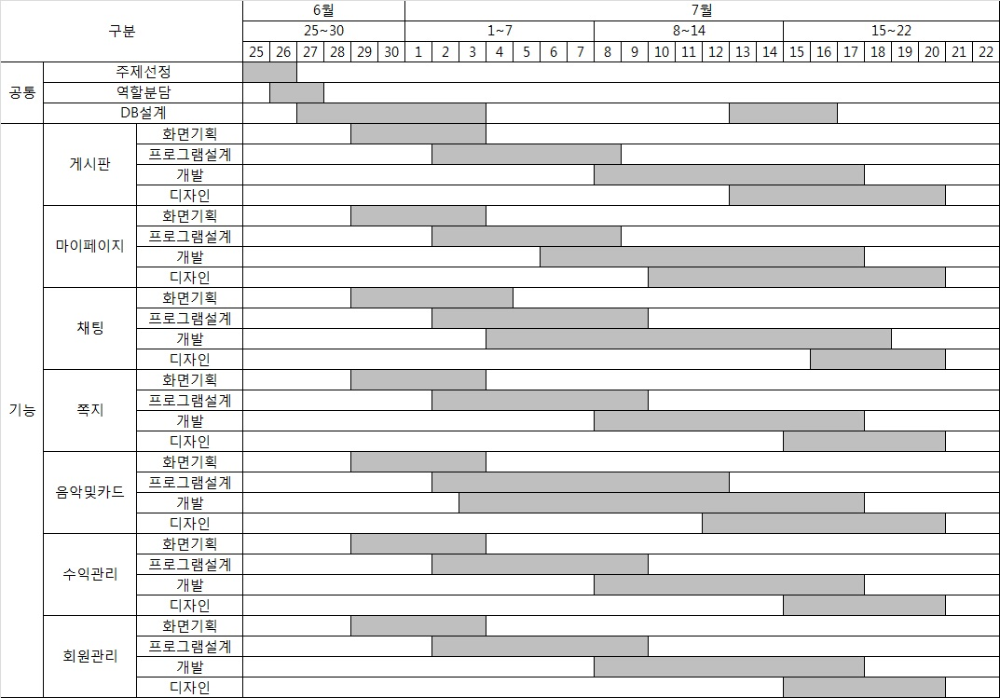 구분
6월 7월
25~30 1~7 8~14 15~22
25 26 27 28 29 30 1 2 3 4 5 6 7 8 9 10 11 12 13 14 15 16 17 18 19 20 21 22
공통
주제선정
역할분담
DB설계
기능
게시판
화면기획
프로그램설계
개발
디자인
마이페이지
화면기획
프로그램설계
개발
디자인
채팅
화면기획
프로그램설계
개발
디자인
쪽지
화면기획
프로그램설계
개발
디자인
음악및카드
화면기획
프로그램설계
개발
디자인
수익관리
화면기획
프로그램설계
개발
디자인
회원관리
화면기획
프로그램설계
개발
디자인